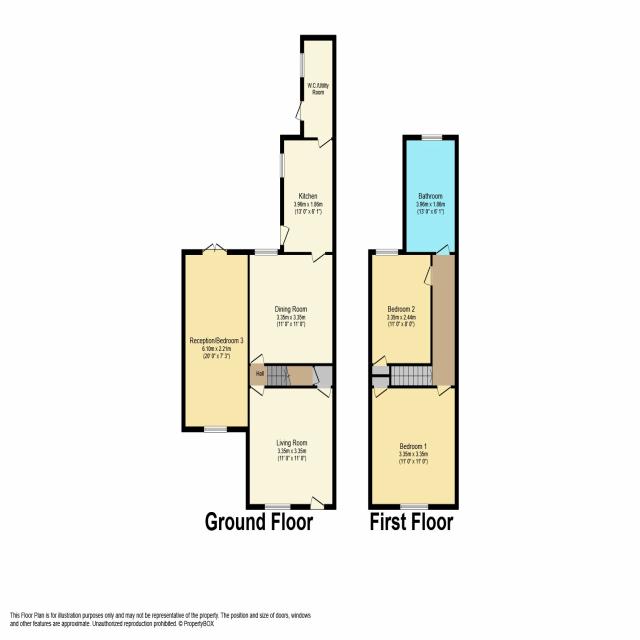 W.C./Utility
Room
Kitchen
3.96m x 1.86m
(13' 0" x 6' 1")
Bathroom
3.96m x 1.86m
(13' 0" x 6' 1")
Dining Room
3.35m x 3.35m
(11' 0" x 11' 0")
Bedroom 2
3.35m x 2.44m
(11' 0" x 8' 0")
Reception/Bedroom 3
6.10m x 2.21m
(20' 0" x 7' 3")
Hall
Living Room
3.35m x 3.35m
(11' 0" x 11' 0")
Bedroom 1
3.35m x 3.35m
(11' 0" x 11' 0")
Ground Floor
First Floor
This Floor Plan is for illustration purposes only and may not be representative of the property. The position and size of doors, windows
and other features are approximate. Unauthorized reproduction prohibited. © PropertyBOX